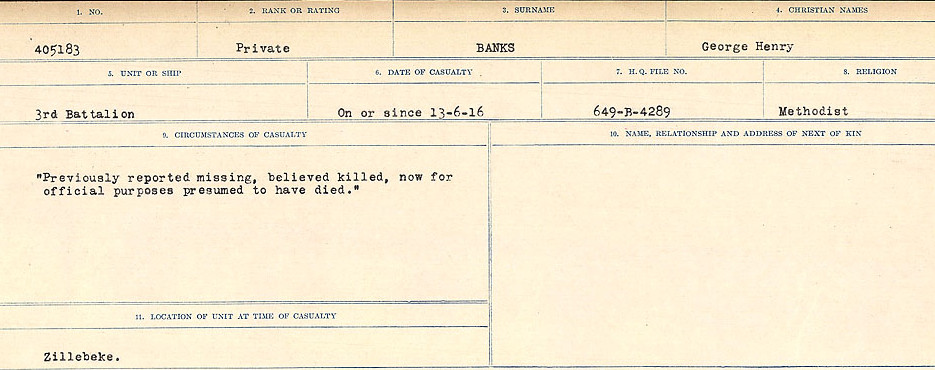 1. NO. 2. RANK OR RATING 3. SURNAME 4. CHRISTIAN NAMES
405183 Private BANKS George Henry
5. UNIT OR SHIP 6. DATE OF CASUALTY 7. H. Q. FILE NO. 8. RELIGION
3rd Battalion On or since 13-6-16 649-B-4289 Methodist
9. CIRCUMSTANCES OF CASUALTY 10. NAME, RELATIONSHIP AND ADDRESS OF NEXT OF KIN
"Previously reported missing, believed killed, now for
official purposes presumed to have died."
11. LOCATION OF UNIT AT TIME OF CASUALTY
Zillebeke.